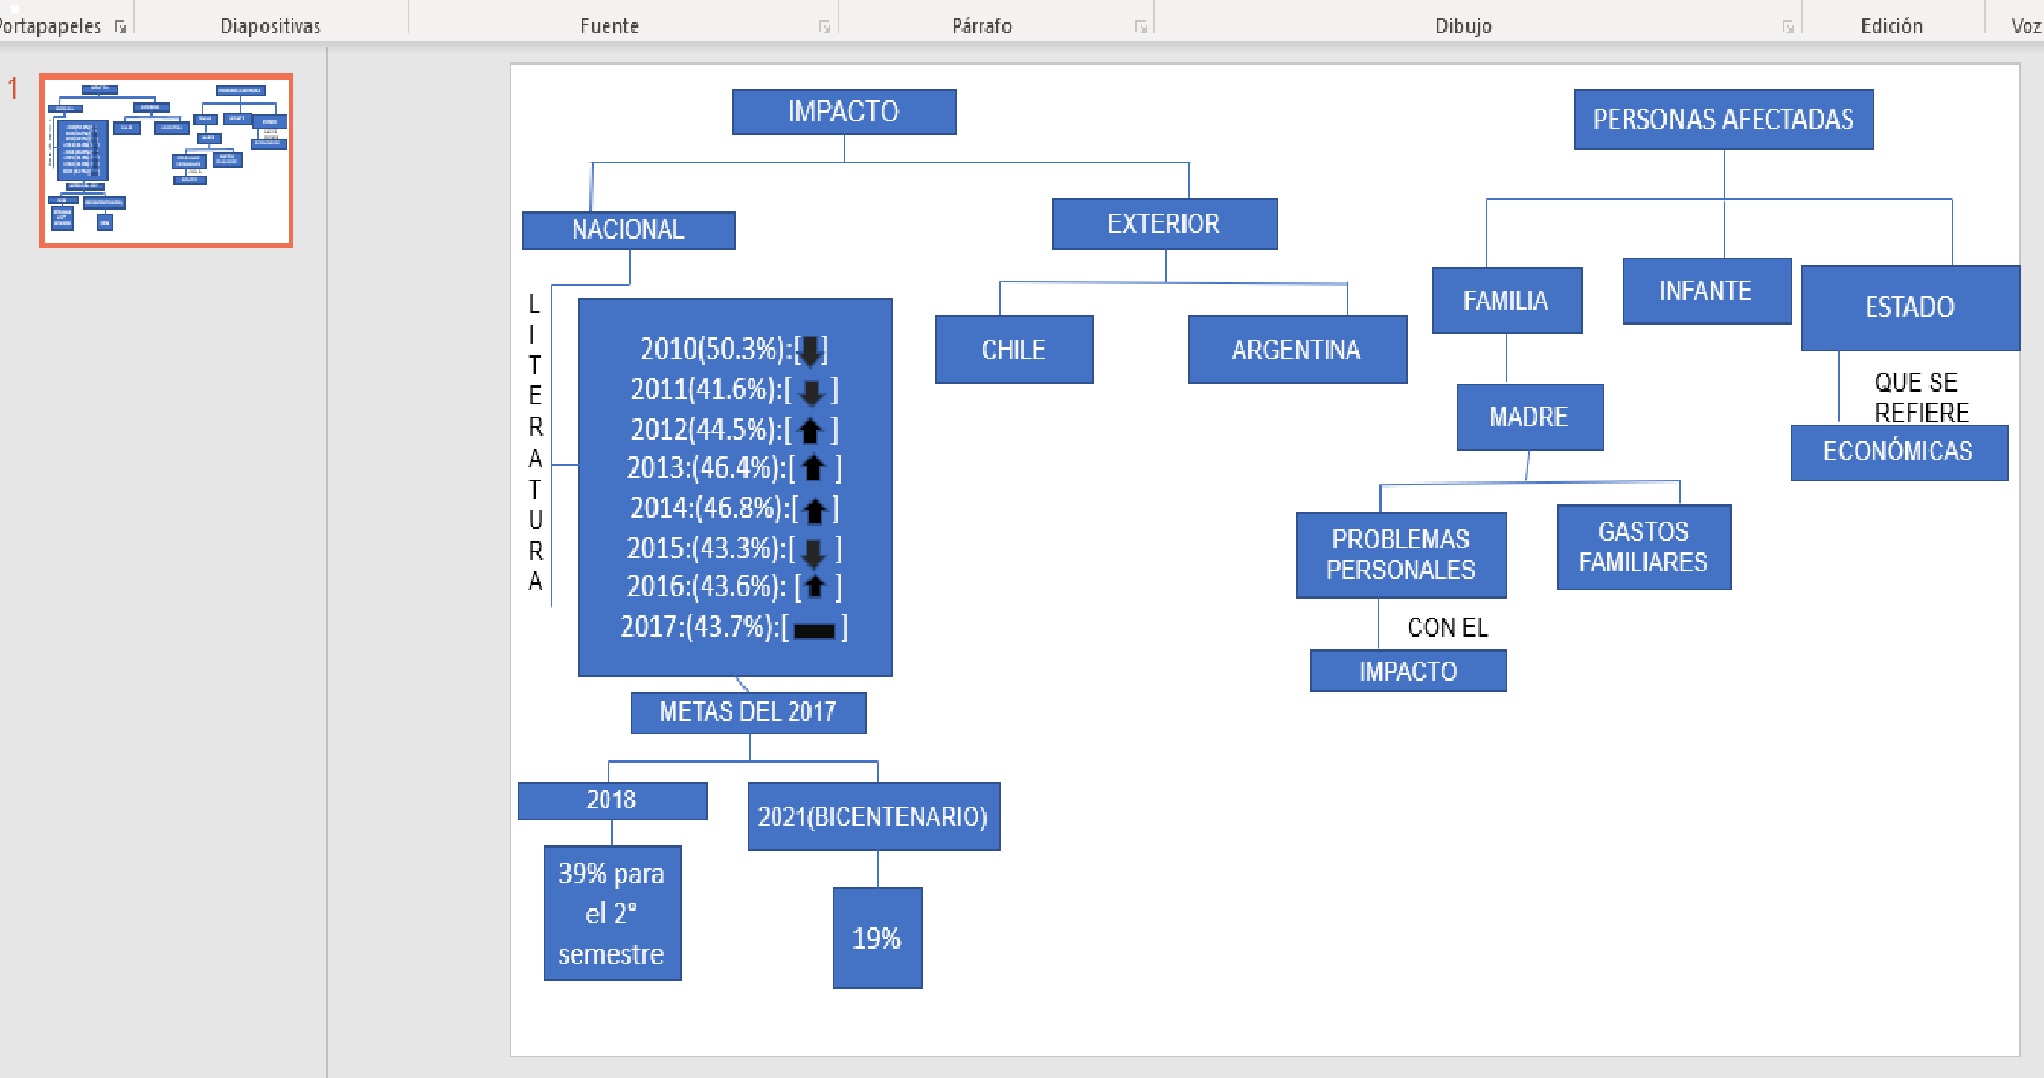 Portapapeles
Diapositivas
Fuente
Párrafo
Dibujo
Edición
Voz
1
IMPACTO
NACIONAL
EXTERIOR
L
I
T
E
R
A
T
U
R
A
2010(50.3%):[ ]
2011(41.6%):[ ]
2012(44.5%):[ ]
2013:(46.4%):[ ]
2014:(46.8%):[ ]
2015:(43.3%):[ ]
2016:(43.6%): [ ]
2017:(43.7%):[ ]
CHILE
ARGENTINA
METAS DEL 2017
2018
2021(BICENTENARIO)
39% para
el 2°
semestre
19%
PERSONAS AFECTADAS
FAMILIA
INFANTE
ESTADO
QUE SE
REFIERE
ECONÓMICAS
MADRE
PROBLEMAS
PERSONALES
GASTOS
FAMILIARES
CON EL
IMPACTO